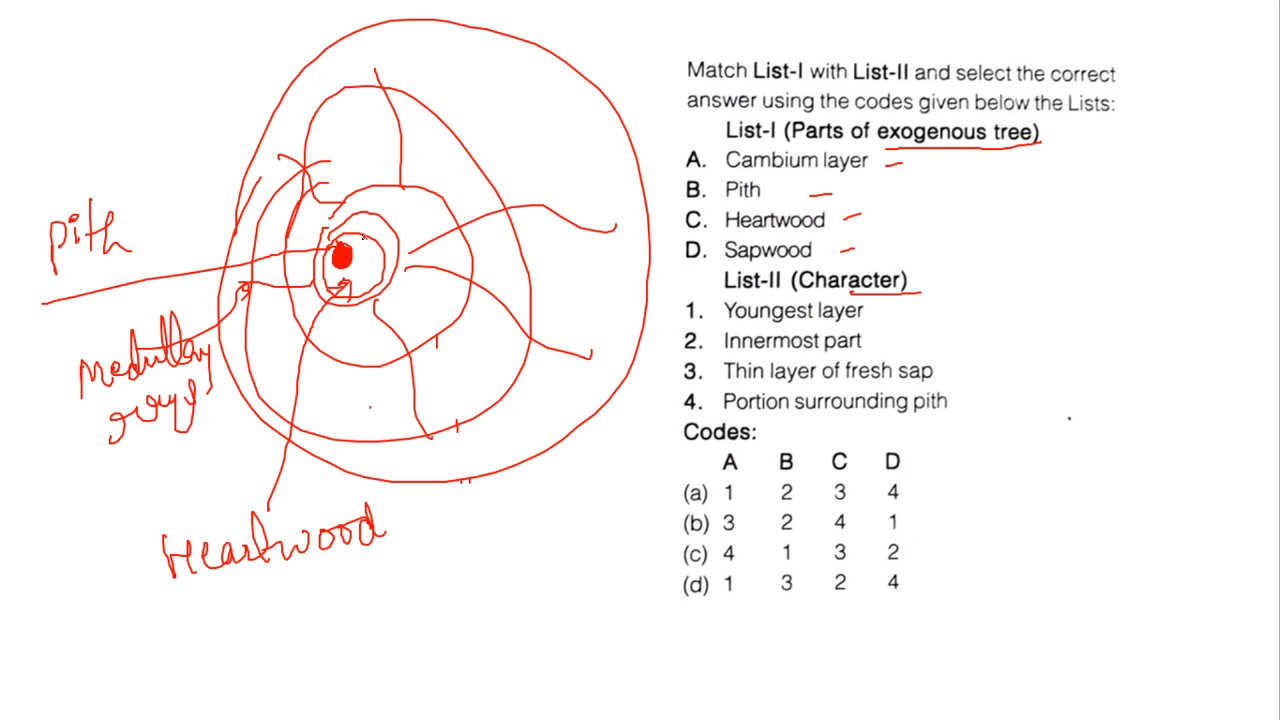 Match List-I with List-II and select the correct
answer using the codes given below the Lists:
List-I (Parts of exogenous tree)
A. Cambium layer
B. Pith
C. Heartwood
D. Sapwood
List-II (Character)
1. Youngest layer
2. Innermost part
3. Thin layer of fresh sap
4. Portion surrounding pith
Codes:
A B C D
(a) 1 2 3 4
(b) 3 2 4 1
(c) 4 1 3 2
(d) 1 3 2 4
Pith
Medullary
rays
Heartwood